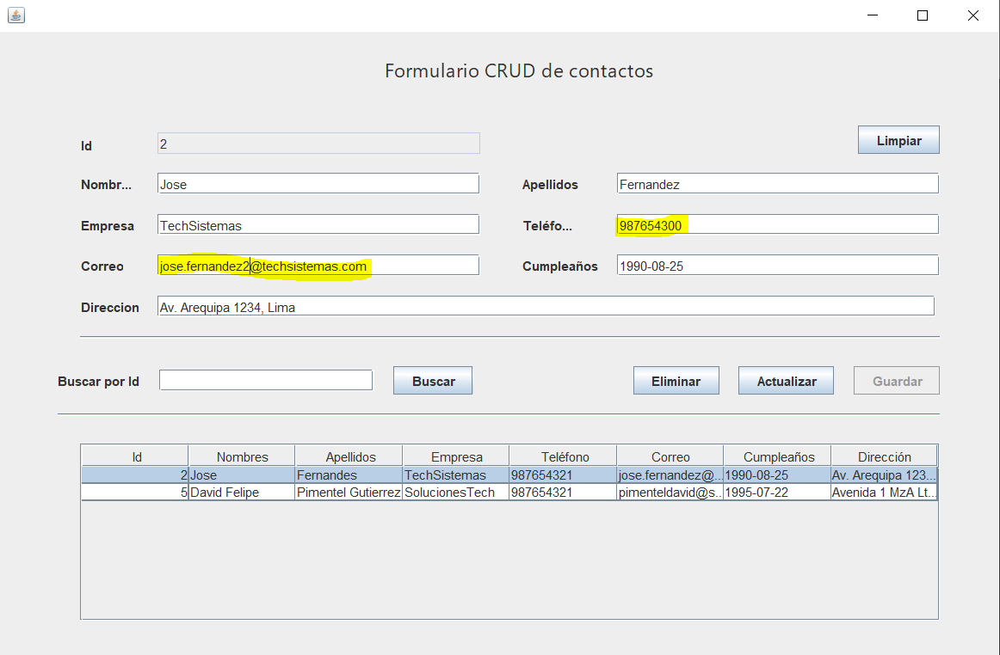 Formulario CRUD de contactos
Id 2 Limpiar
Nombr... Jose Apellidos Fernandez
Empresa TechSistemas Teléfo... 987654300
Correo jose.fernandez2@techsistemas.com Cumpleaños 1990-08-25
Direccion Av. Arequipa 1234, Lima
Buscar por Id Buscar Eliminar Actualizar Guardar
Id Nombres Apellidos Empresa Teléfono Correo Cumpleaños Dirección
2 Jose Fernandes TechSistemas 987654321 jose.fernandez@... 1990-08-25 Av. Arequipa 123...
5 David Felipe Pimentel Gutierrez SolucionesTech 987654321 pimenteldavid@s... 1995-07-22 Avenida 1 MzA Lt...